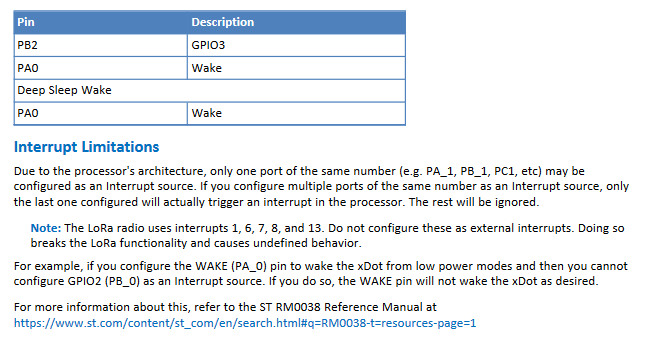 Pin Description
PB2 GPIO3
PA0 Wake
Deep Sleep Wake
PA0 Wake
Interrupt Limitations
Due to the processor's architecture, only one port of the same number (e.g. PA_1, PB_1, PC1, etc) may be
configured as an Interrupt source. If you configure multiple ports of the same number as an Interrupt source, only
the last one configured will actually trigger an interrupt in the processor. The rest will be ignored.
Note: The LoRa radio uses interrupts 1, 6, 7, 8, and 13. Do not configure these as external interrupts. Doing so
breaks the LoRa functionality and causes undefined behavior.
For example, if you configure the WAKE (PA_0) pin to wake the xDot from low power modes and then you cannot
configure GPIO2 (PB_0) as an Interrupt source. If you do so, the WAKE pin will not wake the xDot as desired.
For more information about this, refer to the ST RM0038 Reference Manual at
https://www.st.com/content/st_com/en/search.html#q=RM0038-t=resources-page=1